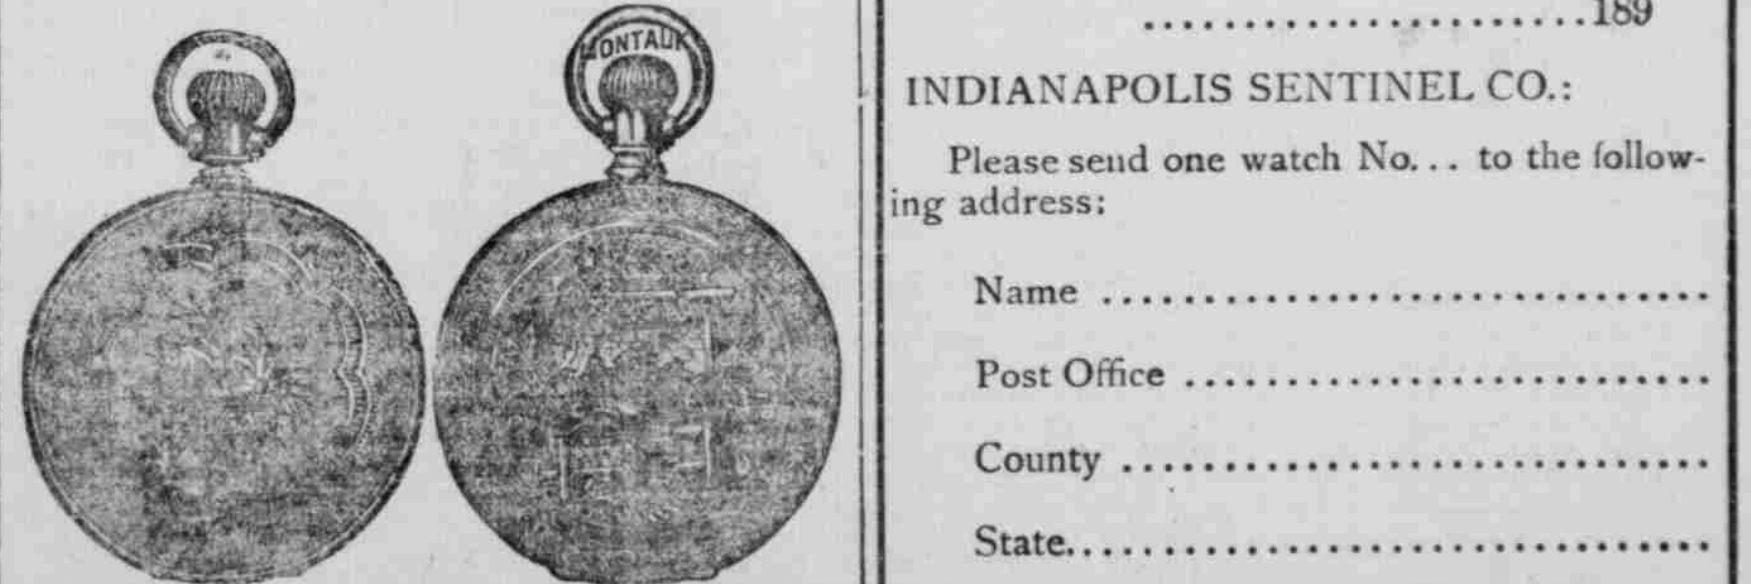 MONTAUK
......................189
INDIANAPOLIS SENTINEL CO.:
Please send one watch No... to the follow-
ing address:
Name ..............................
Post Office ..........................
County .............................
State................................